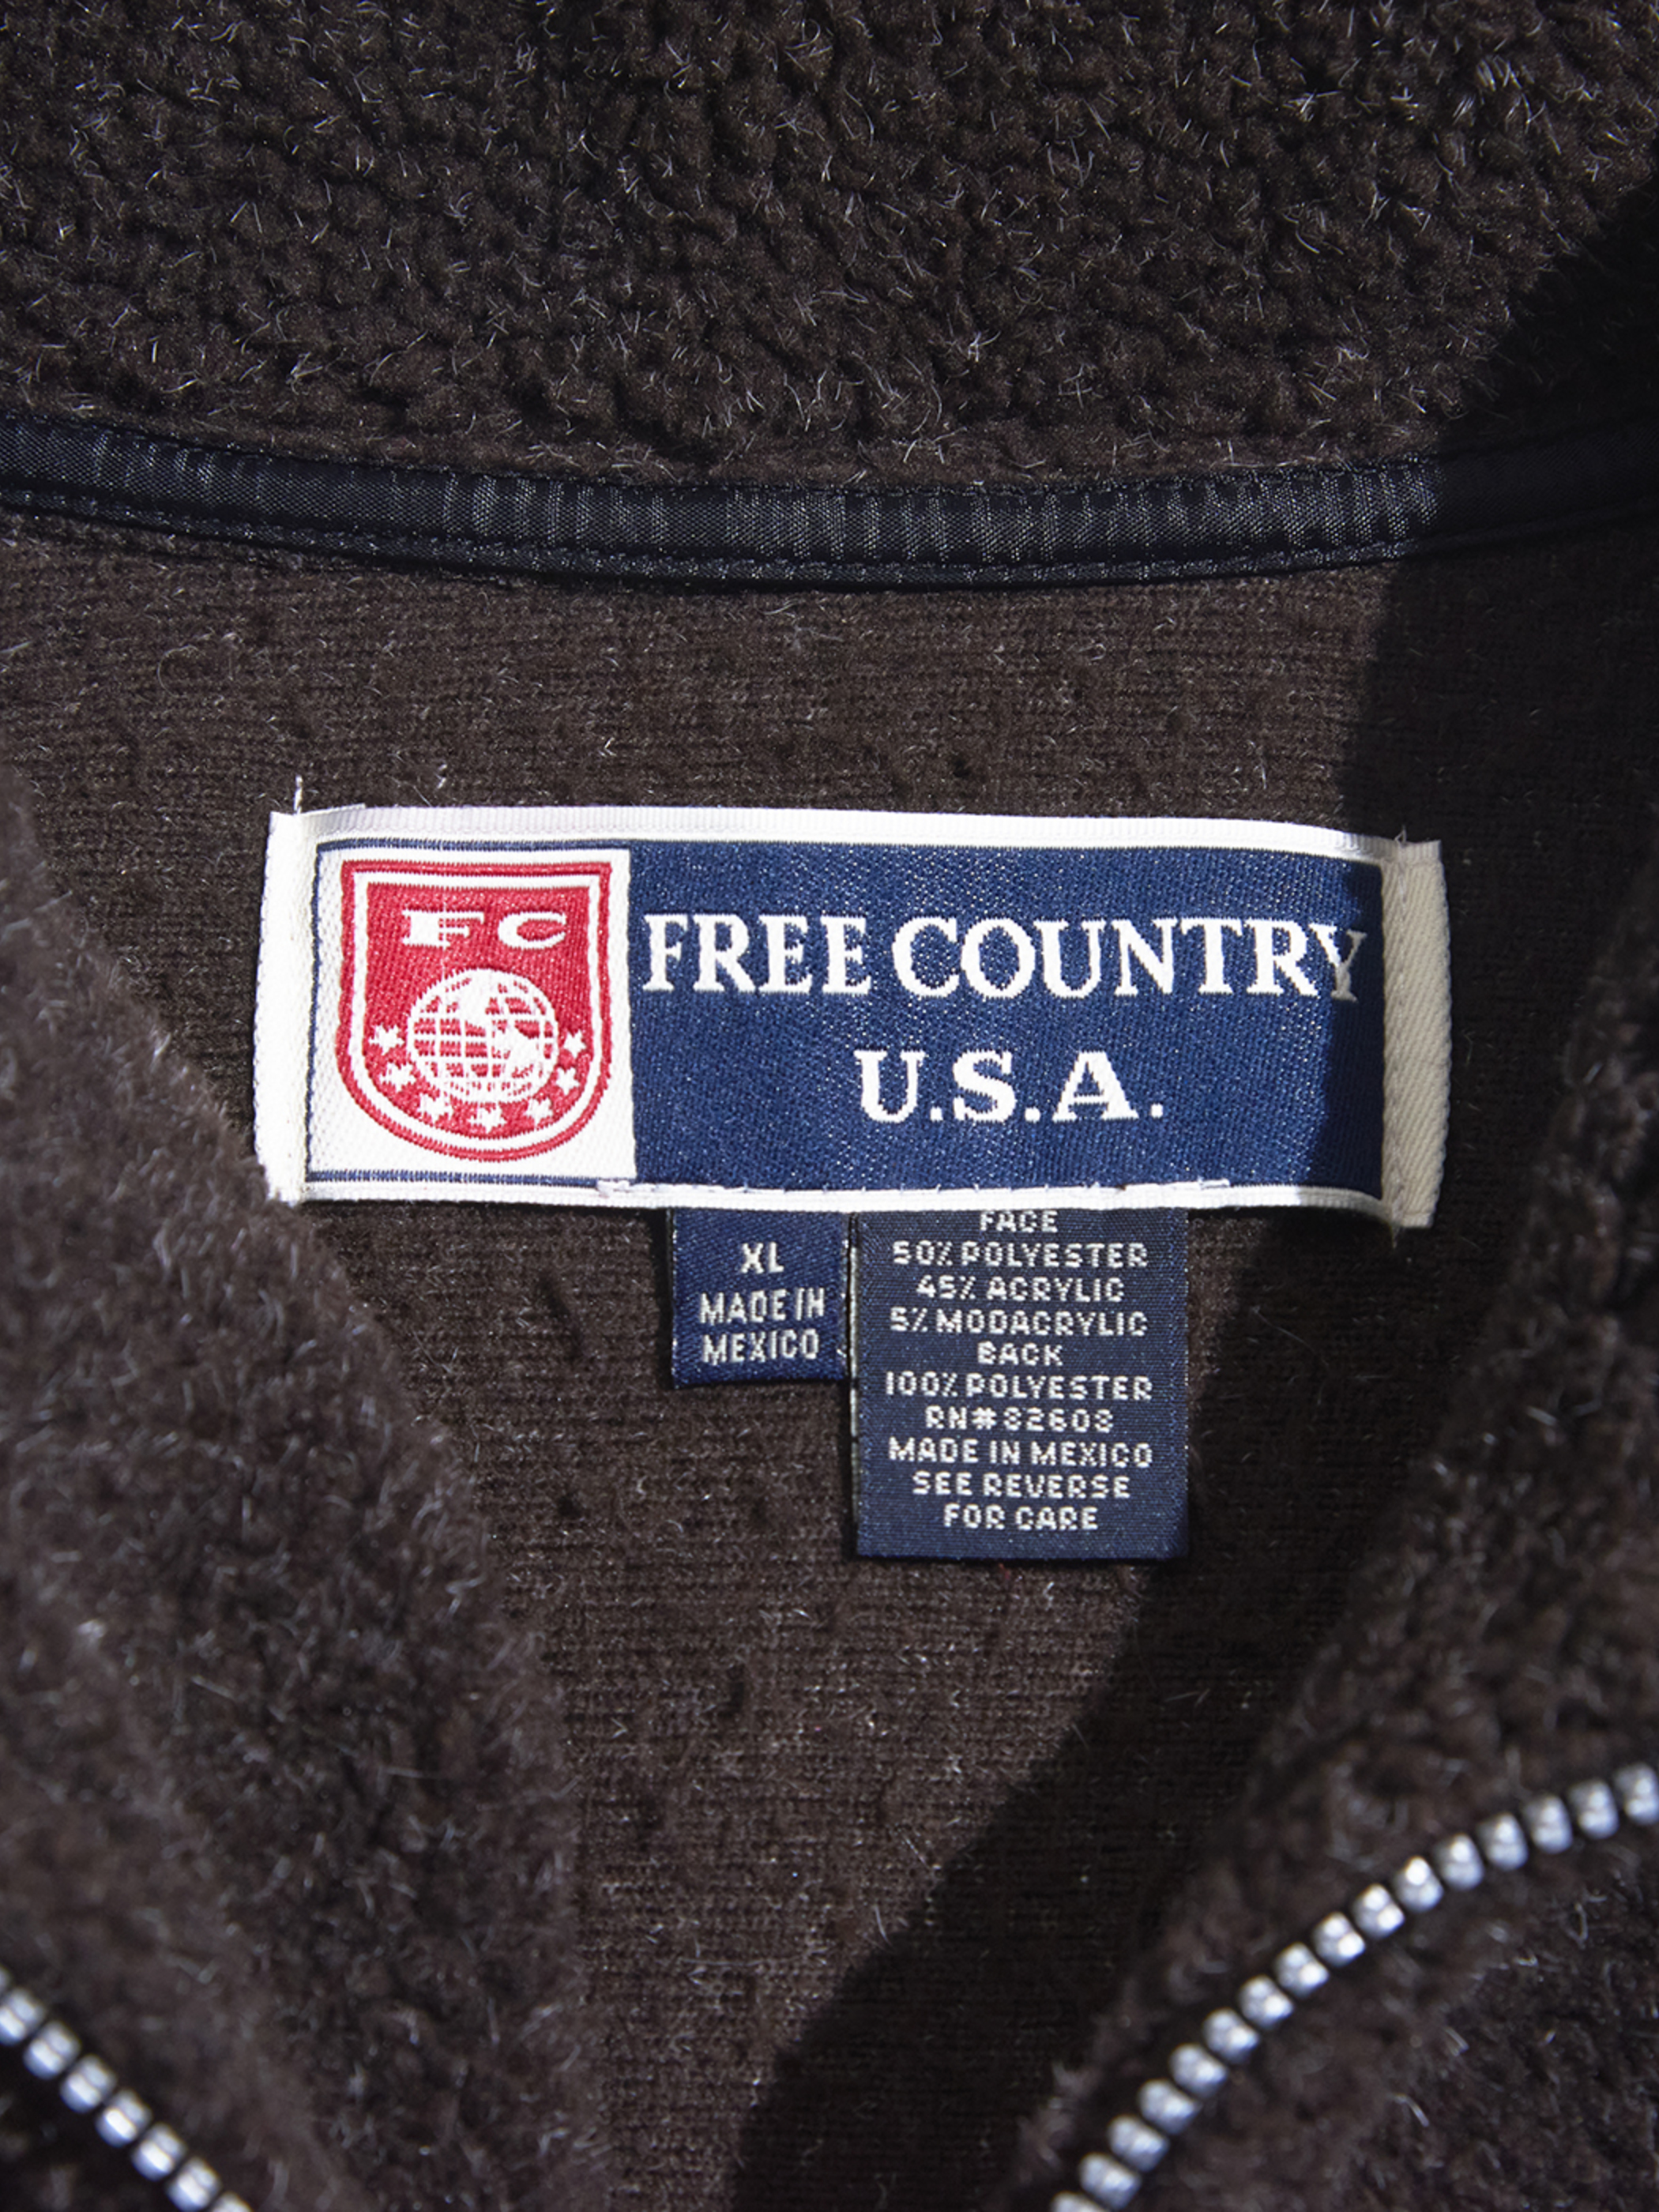 FC
FREE COUNTRY
U.S.A.
XL
MADE IN
MEXICO
FACE
50% POLYESTER
45% ACRYLIC
5% MODACRYLIC
BACK
100% POLYESTER
RN#82608
MADE IN MEXICO
SEE REVERSE
FOR CARE